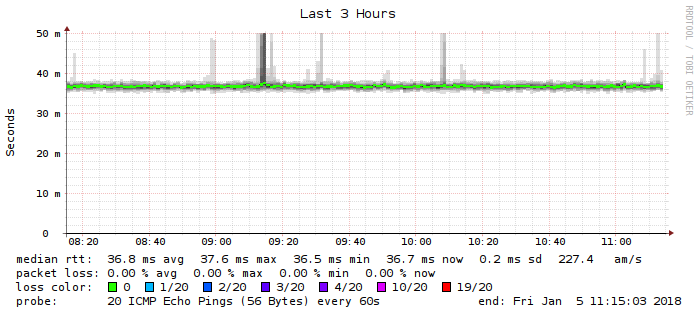 Last 3 Hours
RRDTOOL / TOBI OETIKER
Seconds
50 m
40 m
30 m
20 m
10 m
0
08:20 08:40 09:00 09:20 09:40 10:00 10:20 10:40 11:00
median rtt: 36.8 ms avg 37.6 ms max 36.5 ms min 36.7 ms now 0.2 ms sd 227.4 am/s
packet loss: 0.00 % avg 0.00 % max 0.00 % min 0.00 % now
loss color: 0 1/20 2/20 3/20 4/20 10/20 19/20
probe: 20 ICMP Echo Pings (56 Bytes) every 60s end: Fri Jan 5 11:15:03 2018